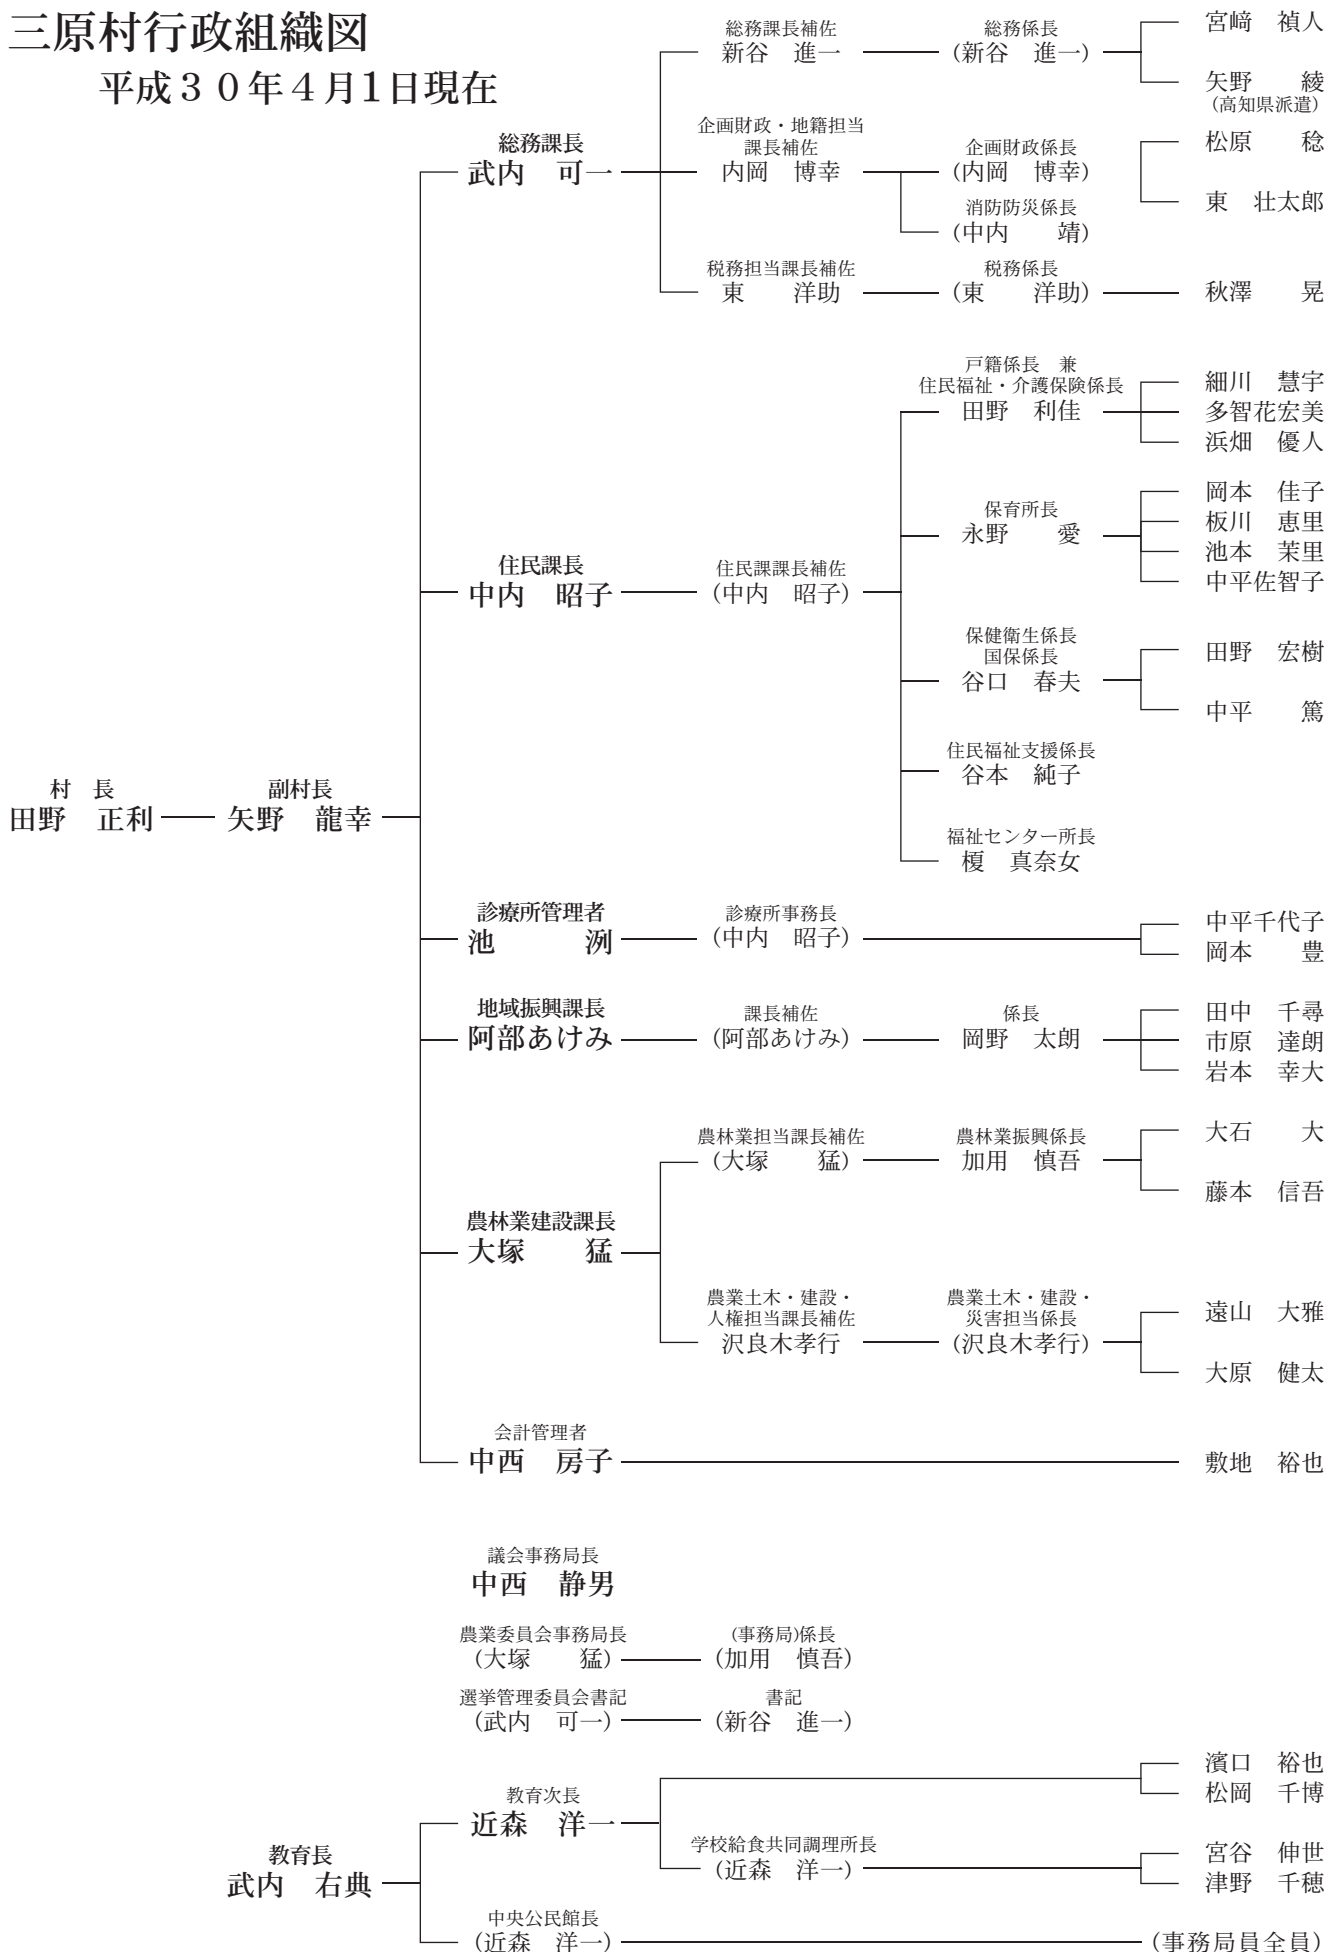 三原村行政組織図
平成３０年４月1日現在
村　長
田野　正利
副村長
矢野　龍幸
総務課長
武内　可一
総務課長補佐
新谷　進一
総務係長
(新谷　進一)
宮﨑　禎人
矢野　　綾
(高知県派遣)
企画財政・地籍担当
課長補佐
内岡　博幸
企画財政係長
(内岡　博幸)
松原　　稔
東　壮太郎
消防防災係長
(中内　　靖)
税務担当課長補佐
東　　洋助
税務係長
(東　　洋助)
秋澤　　晃
住民課長
中内　昭子
住民課課長補佐
(中内　昭子)
戸籍係長　兼
住民福祉・介護保険係長
田野　利佳
細川　慧宇
多智花宏美
浜畑　優人
保育所長
永野　　愛
岡本　佳子
板川　恵里
池本　茉里
中平佐智子
保健衛生係長
国保係長
谷口　春夫
田野　宏樹
中平　　篤
住民福祉支援係長
谷本　純子
福祉センター所長
榎　真奈女
診療所管理者
池　　　洌
診療所事務長
(中内　昭子)
中平千代子
岡本　　豊
地域振興課長
阿部あけみ
課長補佐
(阿部あけみ)
係長
岡野　太朗
田中　千尋
市原　達朗
岩本　幸大
農林業建設課長
大塚　　猛
農林業担当課長補佐
(大塚　　猛)
農林業振興係長
加用　慎吾
大石　　大
藤本　信吾
農業土木・建設・
人権担当課長補佐
沢良木孝行
農業土木・建設・
災害担当係長
(沢良木孝行)
遠山　大雅
大原　健太
会計管理者
中西　房子
敷地　裕也
議会事務局長
中西　静男
農業委員会事務局長
(大塚　　猛)
(事務局)係長
(加用　慎吾)
選挙管理委員会書記
(武内　可一)
書記
(新谷　進一)
教育長
武内　右典
教育次長
近森　洋一
濱口　裕也
松岡　千博
学校給食共同調理所長
(近森　洋一)
宮谷　伸世
津野　千穂
中央公民館長
(近森　洋一)
(事務局員全員)